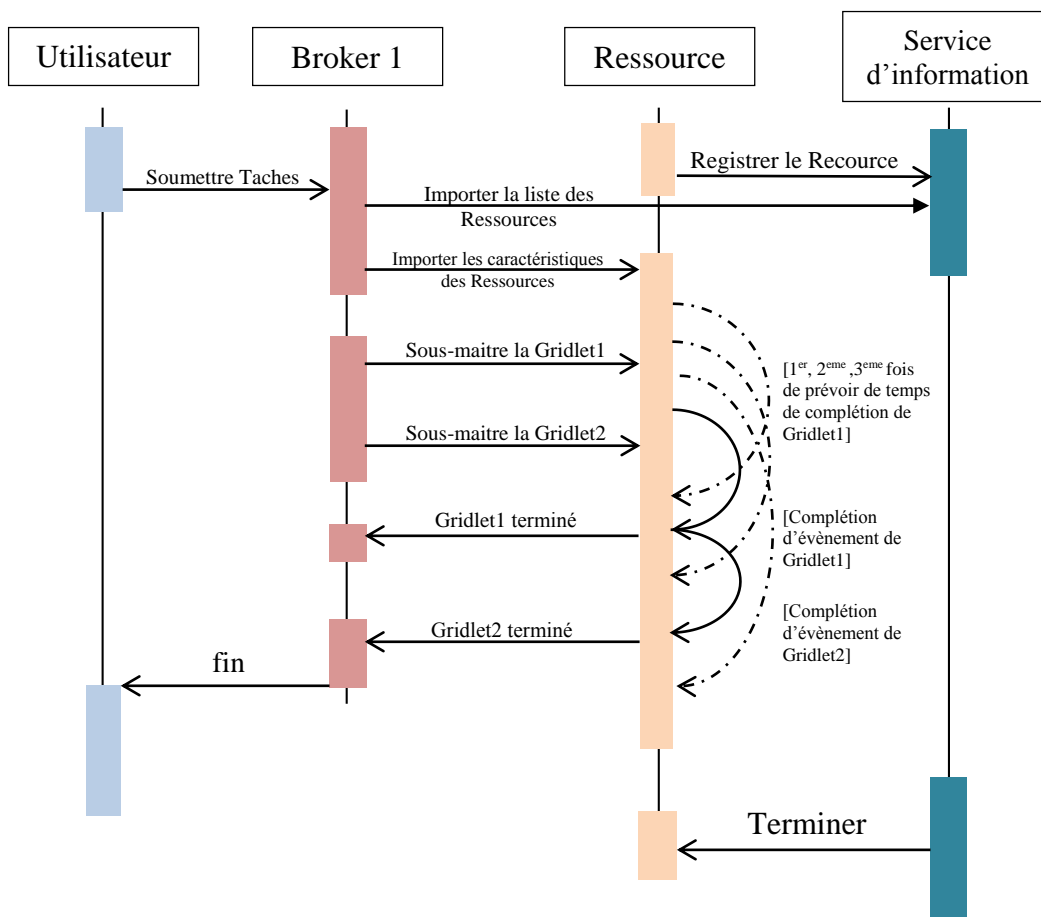 Utilisateur
Broker 1
Ressource
Service
d'information
Registrer le Recource
Soumettre Taches
Importer la liste des
Ressources
Importer les caractéristiques
des Ressources
Sous-maitre la Gridlet1
[1er, 2eme ,3eme fois
de prévoir de temps
de complétion de
Gridlet1]
Sous-maitre la Gridlet2
Gridlet1 terminé
[Complétion
d'évènement de
Gridlet1]
Gridlet2 terminé
[Complétion
d'évènement de
Gridlet2]
fin
Terminer